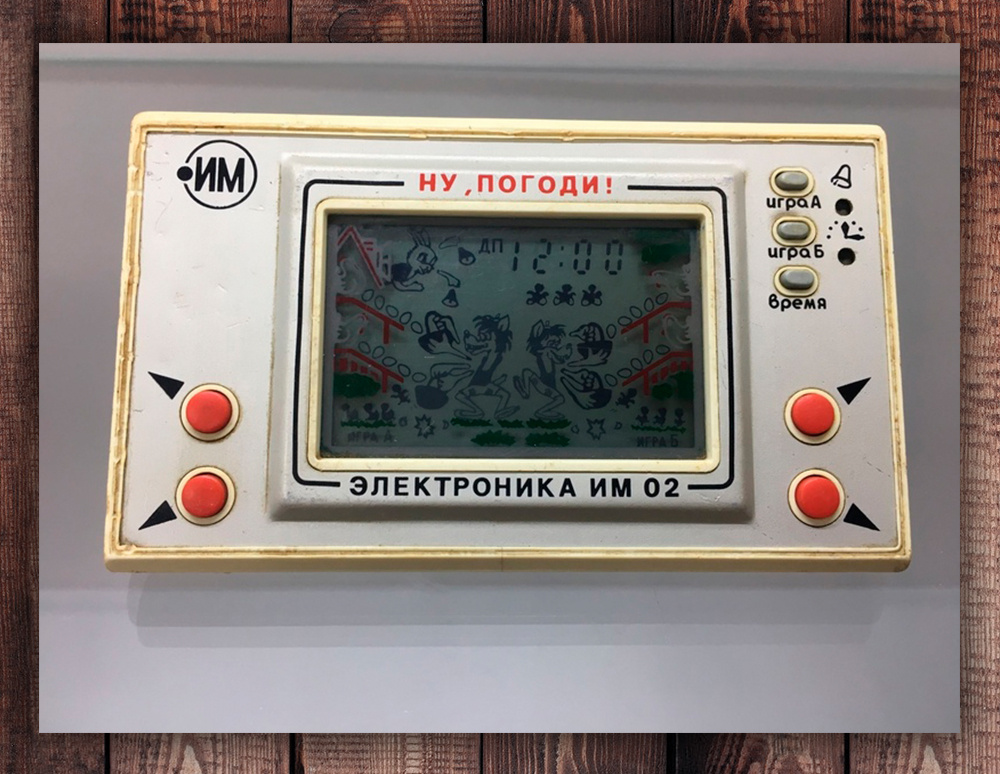 ИМ
НУ, ПОГОДИ!
игра А
игра Б
время
ДП 12:00
ИГРА А
ИГРА Б
ЭЛЕКТРОНИКА ИМ 02